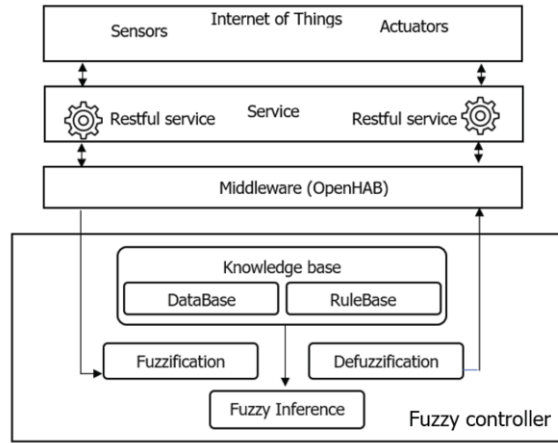 Internet of Things
Sensors
Actuators
Restful service
Service
Restful service
Middleware (OpenHAB)
Knowledge base
DataBase
RuleBase
Fuzzification
Defuzzification
Fuzzy Inference
Fuzzy controller